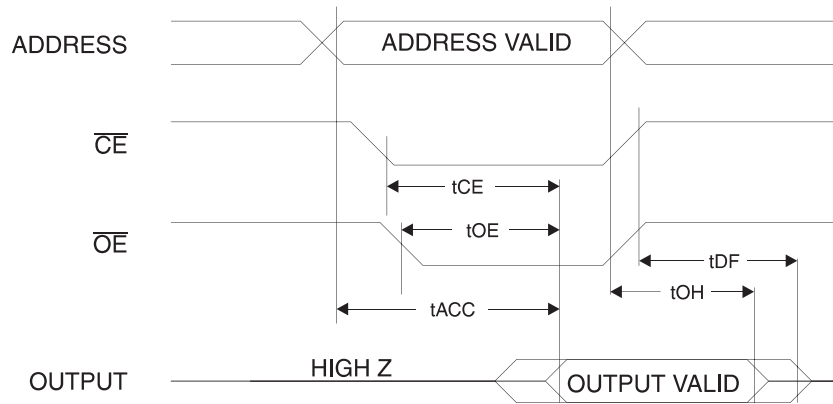 ADDRESS
ADDRESS VALID
CE
tCE
OE
tOE
tDF
tOH
tACC
HIGH Z
OUTPUT
OUTPUT VALID